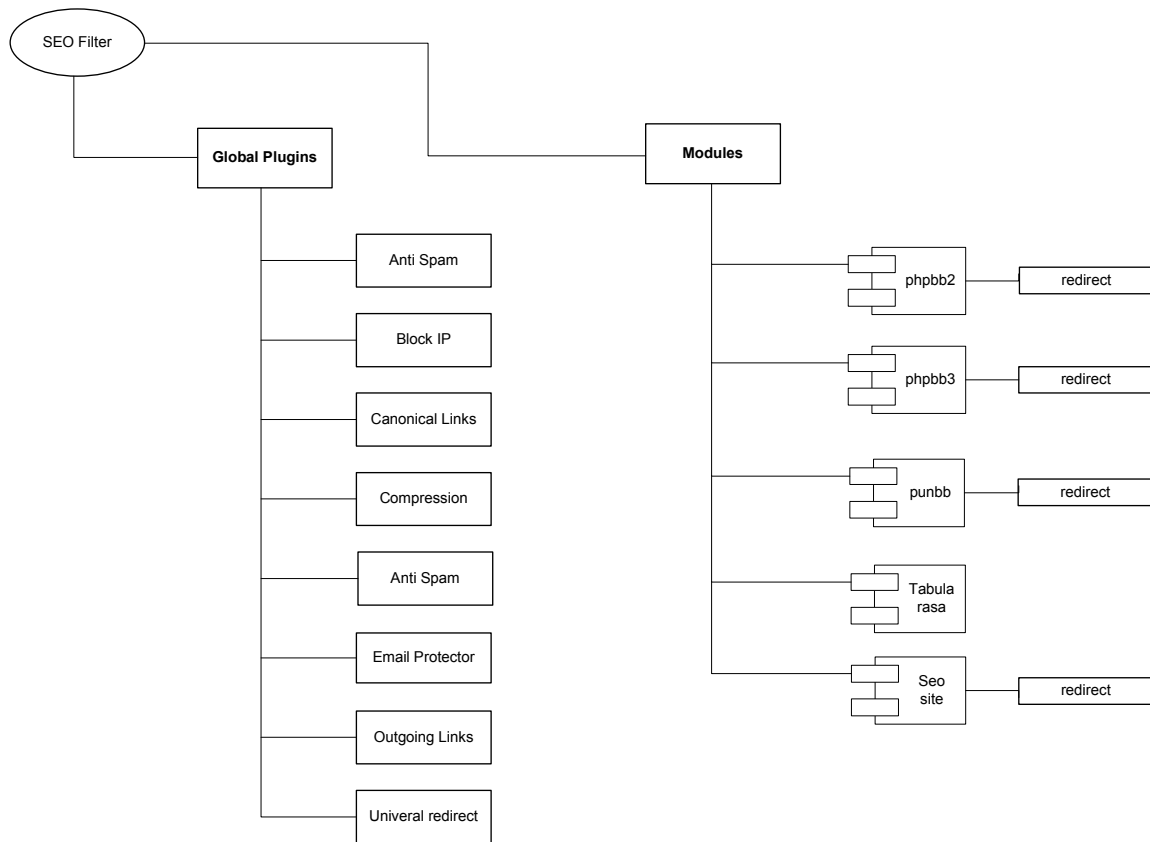 SEO Filter
Global Plugins
Anti Spam
Block IP
Canonical Links
Compression
Anti Spam
Email Protector
Outgoing Links
Univeral redirect
Modules
phpbb2
redirect
phpbb3
redirect
punbb
redirect
Tabula
rasa
Seo
site
redirect